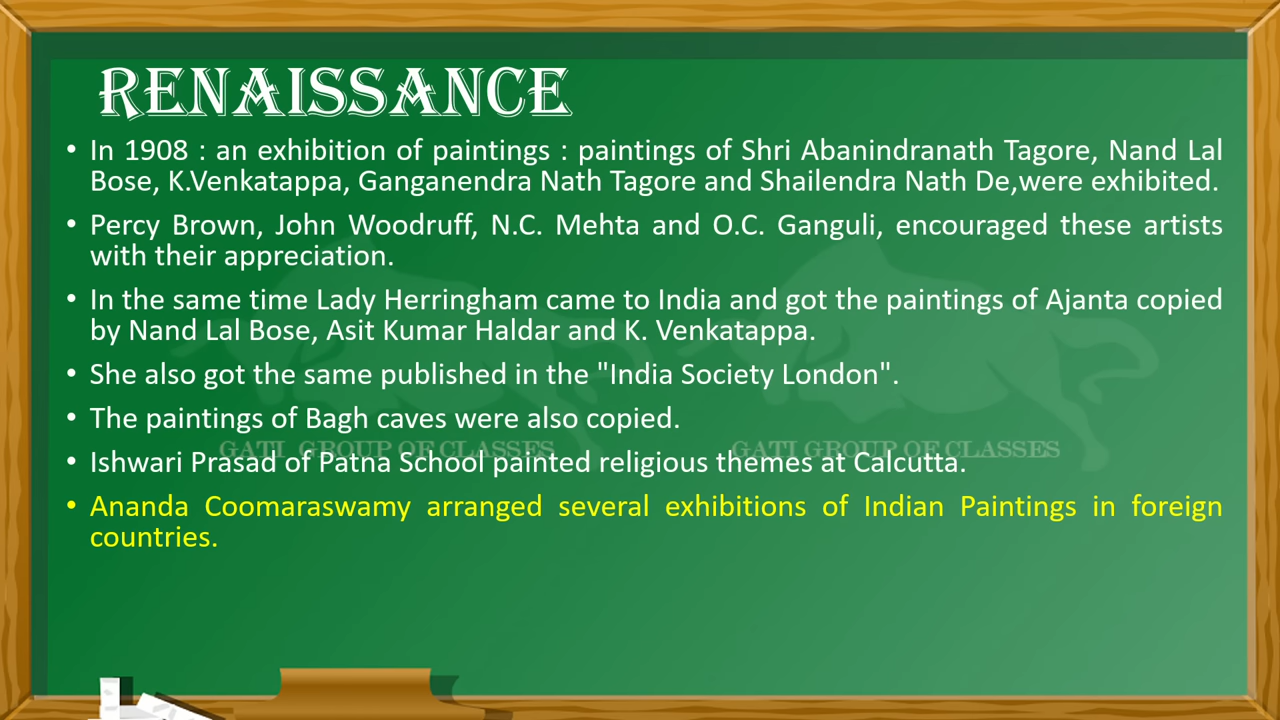 RENAISSANCE
• In 1908 : an exhibition of paintings : paintings of Shri Abanindranath Tagore, Nand Lal
Bose, K.Venkatappa, Ganganendra Nath Tagore and Shailendra Nath De,were exhibited.
• Percy Brown, John Woodruff, N.C. Mehta and O.C. Ganguli, encouraged these artists
with their appreciation.
• In the same time Lady Herringham came to India and got the paintings of Ajanta copied
by Nand Lal Bose, Asit Kumar Haldar and K. Venkatappa.
• She also got the same published in the "India Society London".
• The paintings of Bagh caves were also copied.
GATI GROUP OF CLASSES GATI GROUP OF CLASSES
• Ishwari Prasad of Patna School painted religious themes at Calcutta.
• Ananda Coomaraswamy arranged several exhibitions of Indian Paintings in foreign
countries.